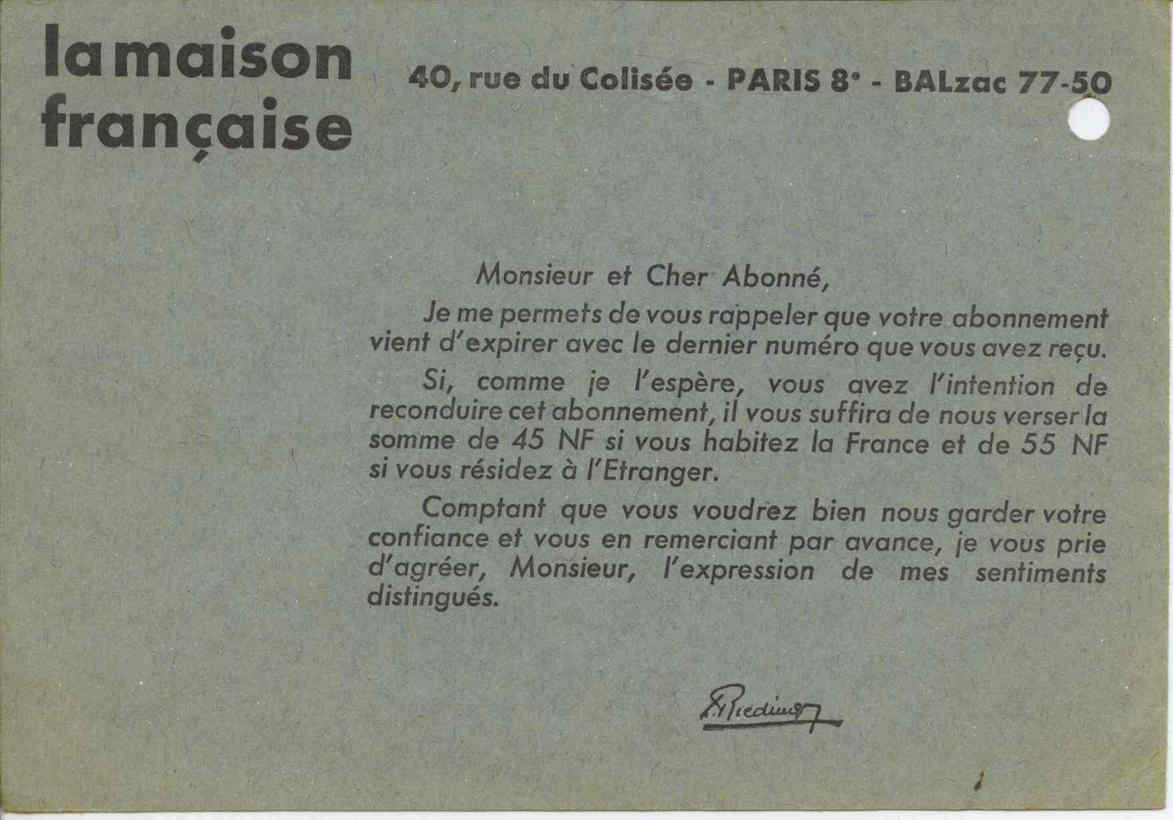 la maison
française
40, rue du Colisée - PARIS 8e - BALzac 77-50
Monsieur et Cher Abonné,
Je me permets de vous rappeler que votre abonnement
vient d'expirer avec le dernier numéro que vous avez reçu.
Si, comme je l'espère, vous avez l'intention de
reconduire cet abonnement, il vous suffira de nous verser la
somme de 45 NF si vous habitez la France et de 55 NF
si vous résidez à l'Etranger.
Comptant que vous voudrez bien nous garder votre
confiance et vous en remerciant par avance, je vous prie
d'agréer, Monsieur, l'expression de mes sentiments
distingués.